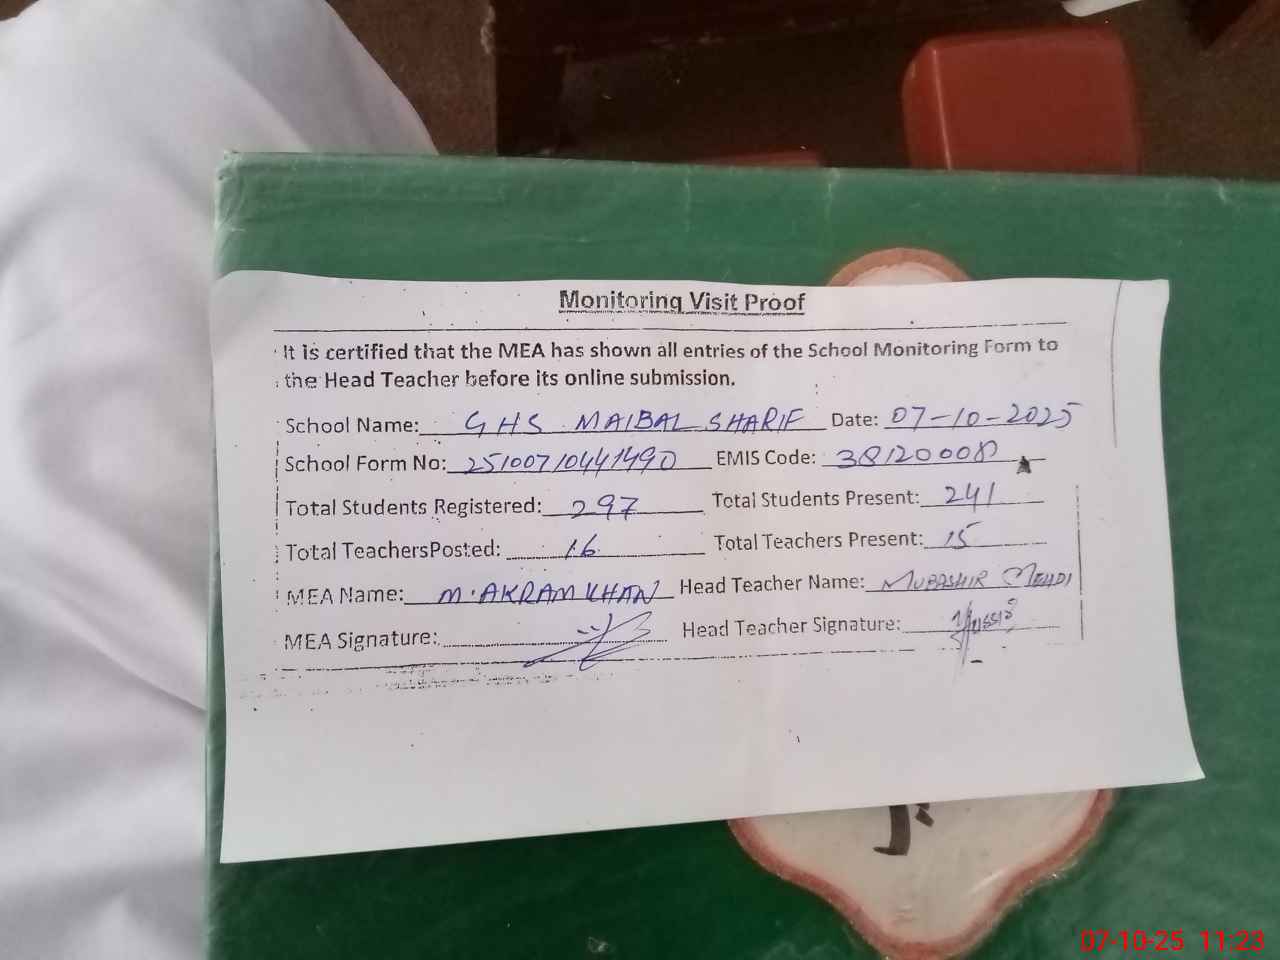 Monitoring Visit Proof
It is certified that the MEA has shown all entries of the School Monitoring Form to
the Head Teacher before its online submission.
School Name: GHS MAIBAL SHARIF Date: 07-10-2025
School Form No: 25100710441490 EMIS Code: 38120008
Total Students Registered: 297 Total Students Present: 241
Total TeachersPosted: 16 Total Teachers Present: 15
MEA Name: M. AKRAM KHAN Head Teacher Name: MUBASHIR MEHDI
MEA Signature: Head Teacher Signature:
07-10-25 11:23